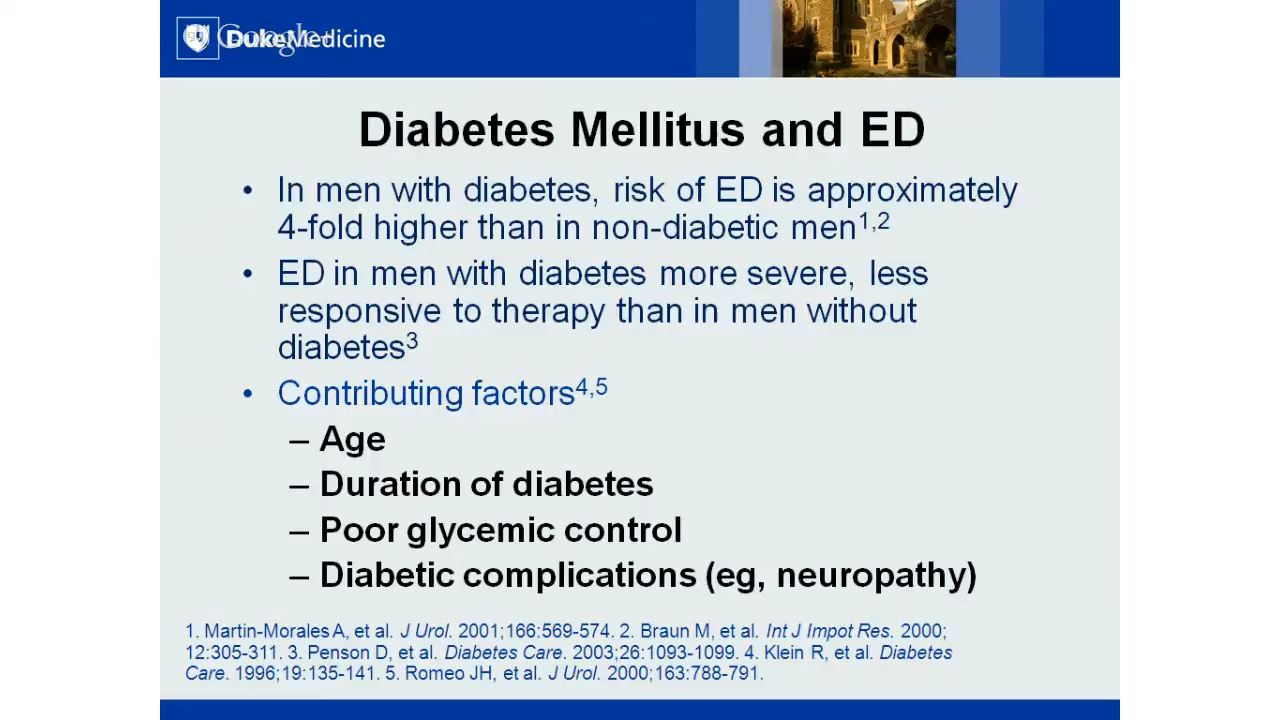 Google+
DukeMedicine
Diabetes Mellitus and ED
• In men with diabetes, risk of ED is approximately
4-fold higher than in non-diabetic men1,2
• ED in men with diabetes more severe, less
responsive to therapy than in men without
diabetes3
• Contributing factors4,5
– Age
– Duration of diabetes
– Poor glycemic control
– Diabetic complications (eg, neuropathy)
1. Martin-Morales A, et al. J Urol. 2001;166:569-574. 2. Braun M, et al. Int J Impot Res. 2000;
12:305-311. 3. Penson D, et al. Diabetes Care. 2003;26:1093-1099. 4. Klein R, et al. Diabetes
Care. 1996;19:135-141. 5. Romeo JH, et al. J Urol. 2000;163:788-791.